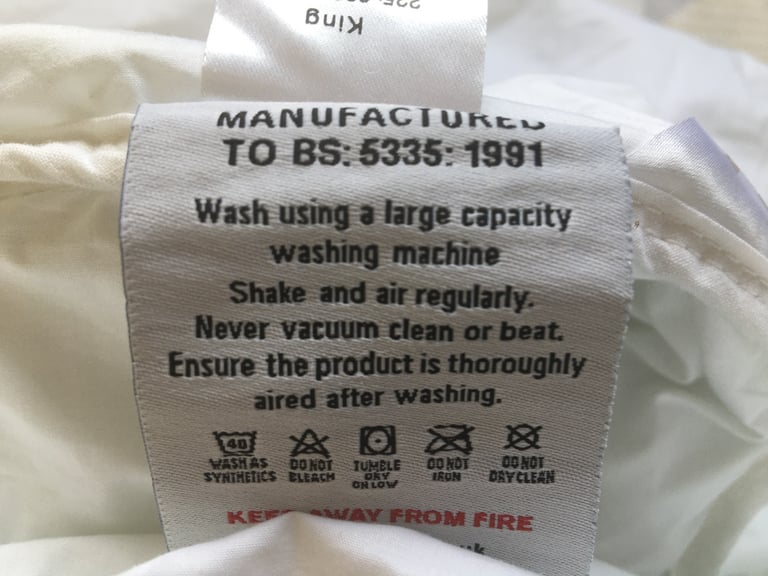 King
MANUFACTURED
TO BS: 5335: 1991
Wash using a large capacity
washing machine
Shake and air regularly.
Never vacuum clean or beat.
Ensure the product is thoroughly
aired after washing.
40
WASH AS
SYNTHETICS
DO NOT
BLEACH
TUMBLE
DRY
ON LOW
DO NOT
IRON
DO NOT
DRYCLEAN
KEEP AWAY FROM FIRE